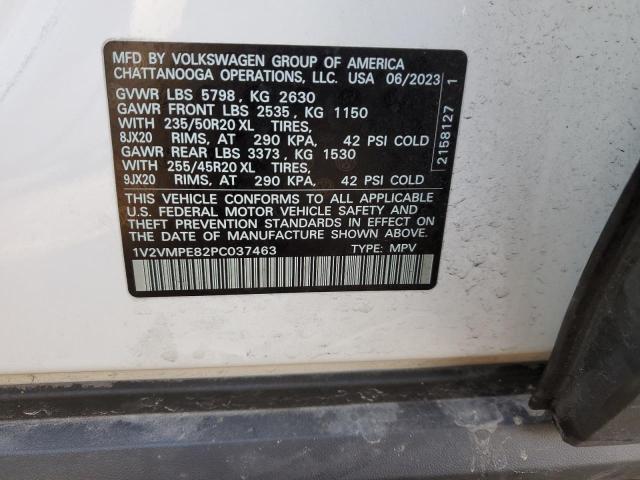 MFD BY VOLKSWAGEN GROUP OF AMERICA
CHATTANOOGA OPERATIONS, LLC. USA 06/2023
GVWR LBS 5798, KG 2630
GAWR FRONT LBS 2535, KG 1150
WITH 235/50R20 XL TIRES,
8JX20 RIMS, AT 290 KPA, 42 PSI COLD
GAWR REAR LBS 3373, KG 1530
WITH 255/45R20 XL TIRES,
9JX20 RIMS, AT 290 KPA, 42 PSI COLD
THIS VEHICLE CONFORMS TO ALL APPLICABLE
U.S. FEDERAL MOTOR VEHICLE SAFETY AND
THEFT PREVENTION STANDARDS IN EFFECT ON
THE DATE OF MANUFACTURE SHOWN ABOVE.
1V2VMPE82PC037463 TYPE: MPV
2158127 1